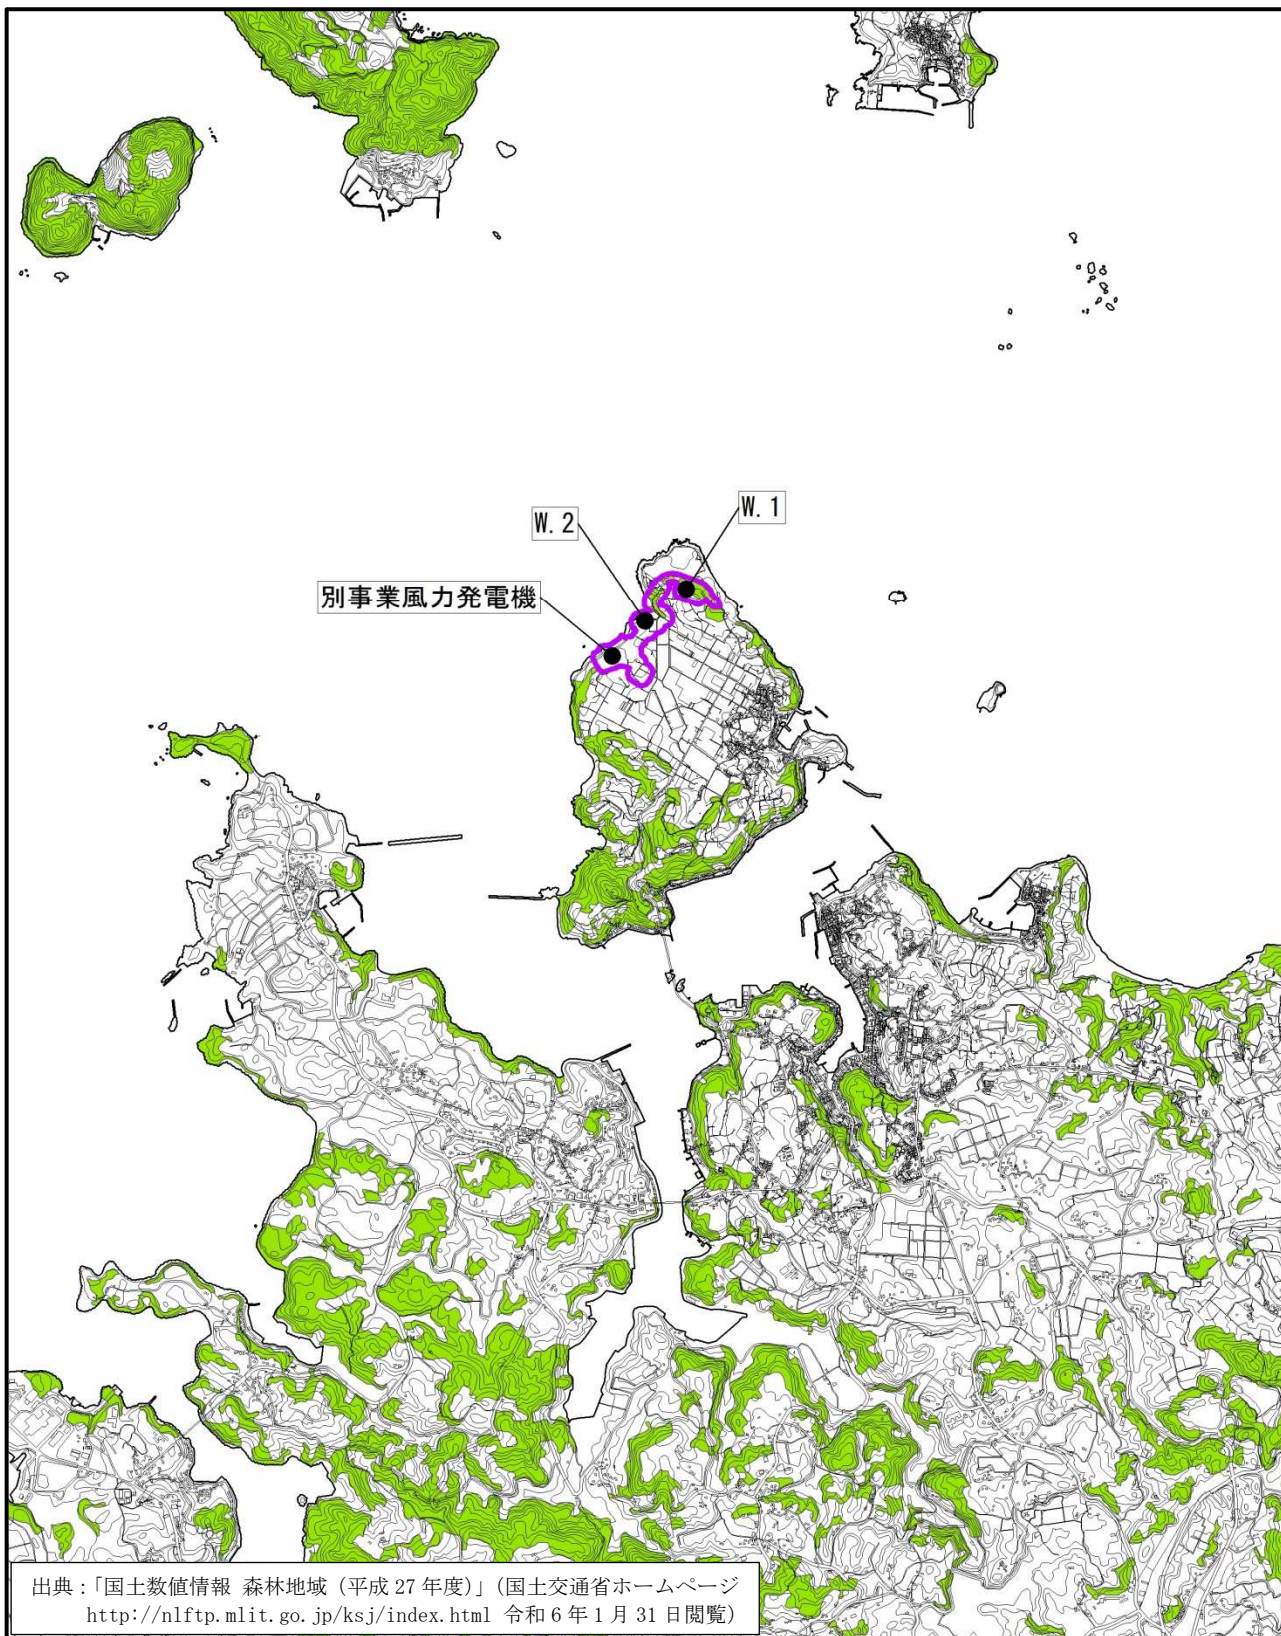 W. 1
W. 2
別事業風力発電機
出典：「国土数値情報 森林地域（平成 27 年度）」（国土交通省ホームページ
http://nlftp.mlit.go.jp/ksj/index.html 令和 6 年 1 月 31 日閲覧）